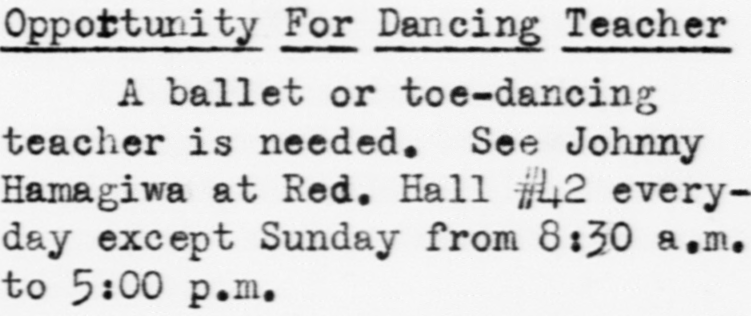 Opportunity For Dancing Teacher
A ballet or toe-dancing
teacher is needed. See Johnny
Hamagiwa at Red. Hall #42 every-
day except Sunday from 8:30 a.m.
to 5:00 p.m.